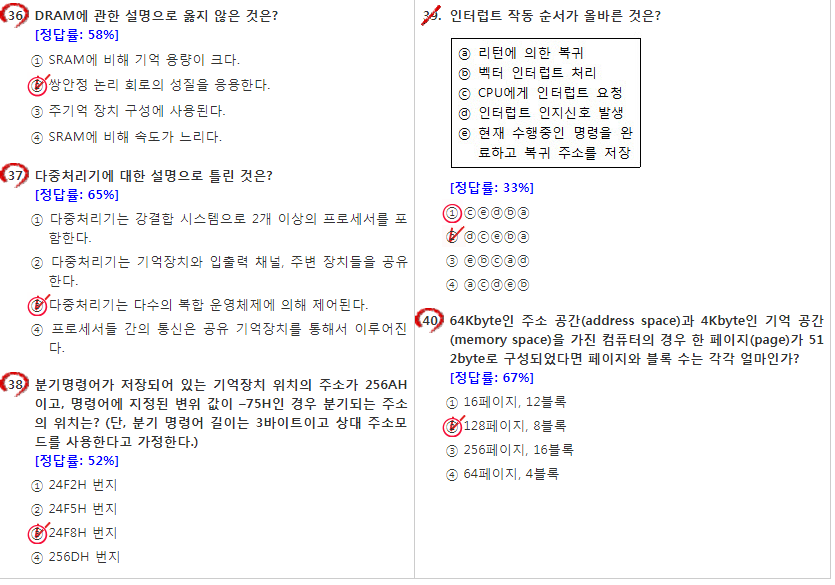 36. DRAM에 관한 설명으로 옳지 않은 것은?
[정답률: 58%]
① SRAM에 비해 기억 용량이 크다.
② 쌍안정 논리 회로의 성질을 응용한다.
③ 주기억 장치 구성에 사용된다.
④ SRAM에 비해 속도가 느리다.
37. 다중처리기에 대한 설명으로 틀린 것은?
[정답률: 65%]
① 다중처리기는 강결합 시스템으로 2개 이상의 프로세서를 포
함한다.
② 다중처리기는 기억장치와 입출력 채널, 주변 장치들을 공유
한다.
③ 다중처리기는 다수의 복합 운영체제에 의해 제어된다.
④ 프로세서들 간의 통신은 공유 기억장치를 통해서 이루어진
다.
38. 분기명령어가 저장되어 있는 기억장치 위치의 주소가 256AH
이고, 명령어에 지정된 변위 값이 –75H인 경우 분기되는 주소
의 위치는? (단, 분기 명령어 길이는 3바이트이고 상대 주소모
드를 사용한다고 가정한다.)
[정답률: 52%]
① 24F2H 번지
② 24F5H 번지
③ 24F8H 번지
④ 256DH 번지
39. 인터럽트 작동 순서가 올바른 것은?
ⓐ 리턴에 의한 복귀
ⓑ 벡터 인터럽트 처리
ⓒ CPU에게 인터럽트 요청
ⓓ 인터럽트 인지신호 발생
ⓔ 현재 수행중인 명령을 완
료하고 복귀 주소를 저장
[정답률: 33%]
① ⓒⓔⓓⓑⓐ
② ⓓⓒⓔⓑⓐ
③ ⓔⓑⓒⓐⓓ
④ ⓐⓒⓓⓔⓑ
40. 64Kbyte인 주소 공간(address space)과 4Kbyte인 기억 공간
(memory space)을 가진 컴퓨터의 경우 한 페이지(page)가 51
2byte로 구성되었다면 페이지와 블록 수는 각각 얼마인가?
[정답률: 67%]
① 16페이지, 12블록
② 128페이지, 8블록
③ 256페이지, 16블록
④ 64페이지, 4블록